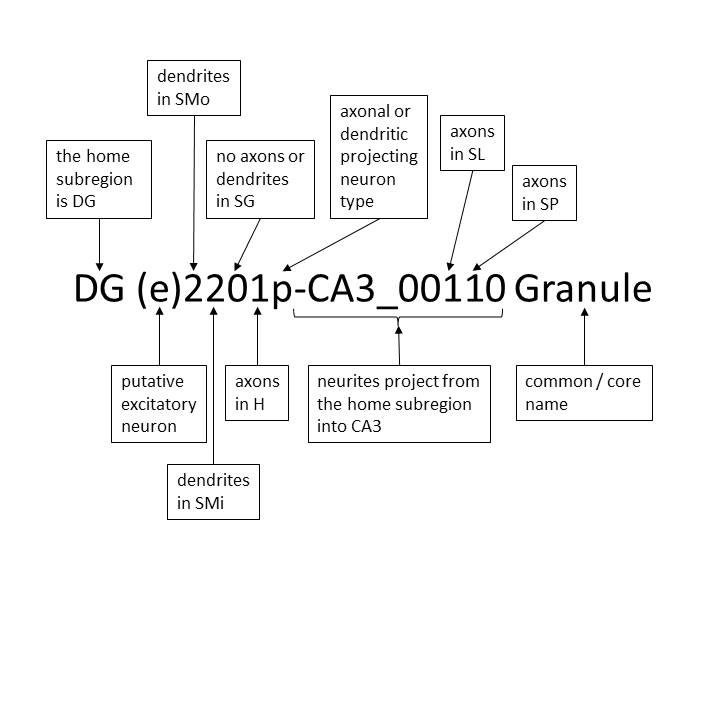 dendrites
in SMo
axonal or
dendritic
projecting
neuron
type
axons
in SL
the home
subregion
is DG
no axons or
dendrites
in SG
axons
in SP
DG (e)2201p-CA3_00110 Granule
putative
excitatory
neuron
axons
in H
neurites project from
the home subregion
into CA3
common / core
name
dendrites
in SMi